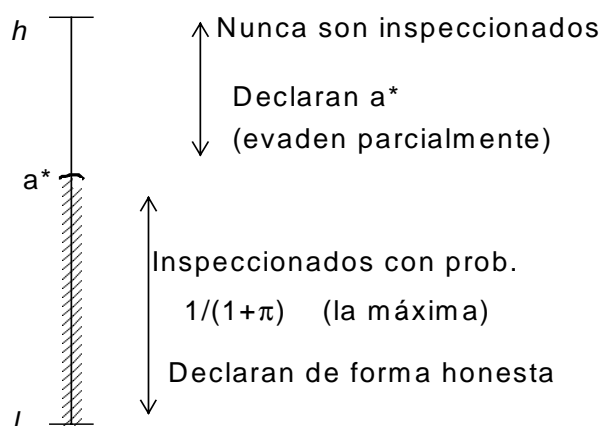 h
Nunca son inspeccionados
Declaran a*
(evaden parcialmente)
a*
Inspeccionados con prob.
1/(1+π) (la máxima)
Declaran de forma honesta
l